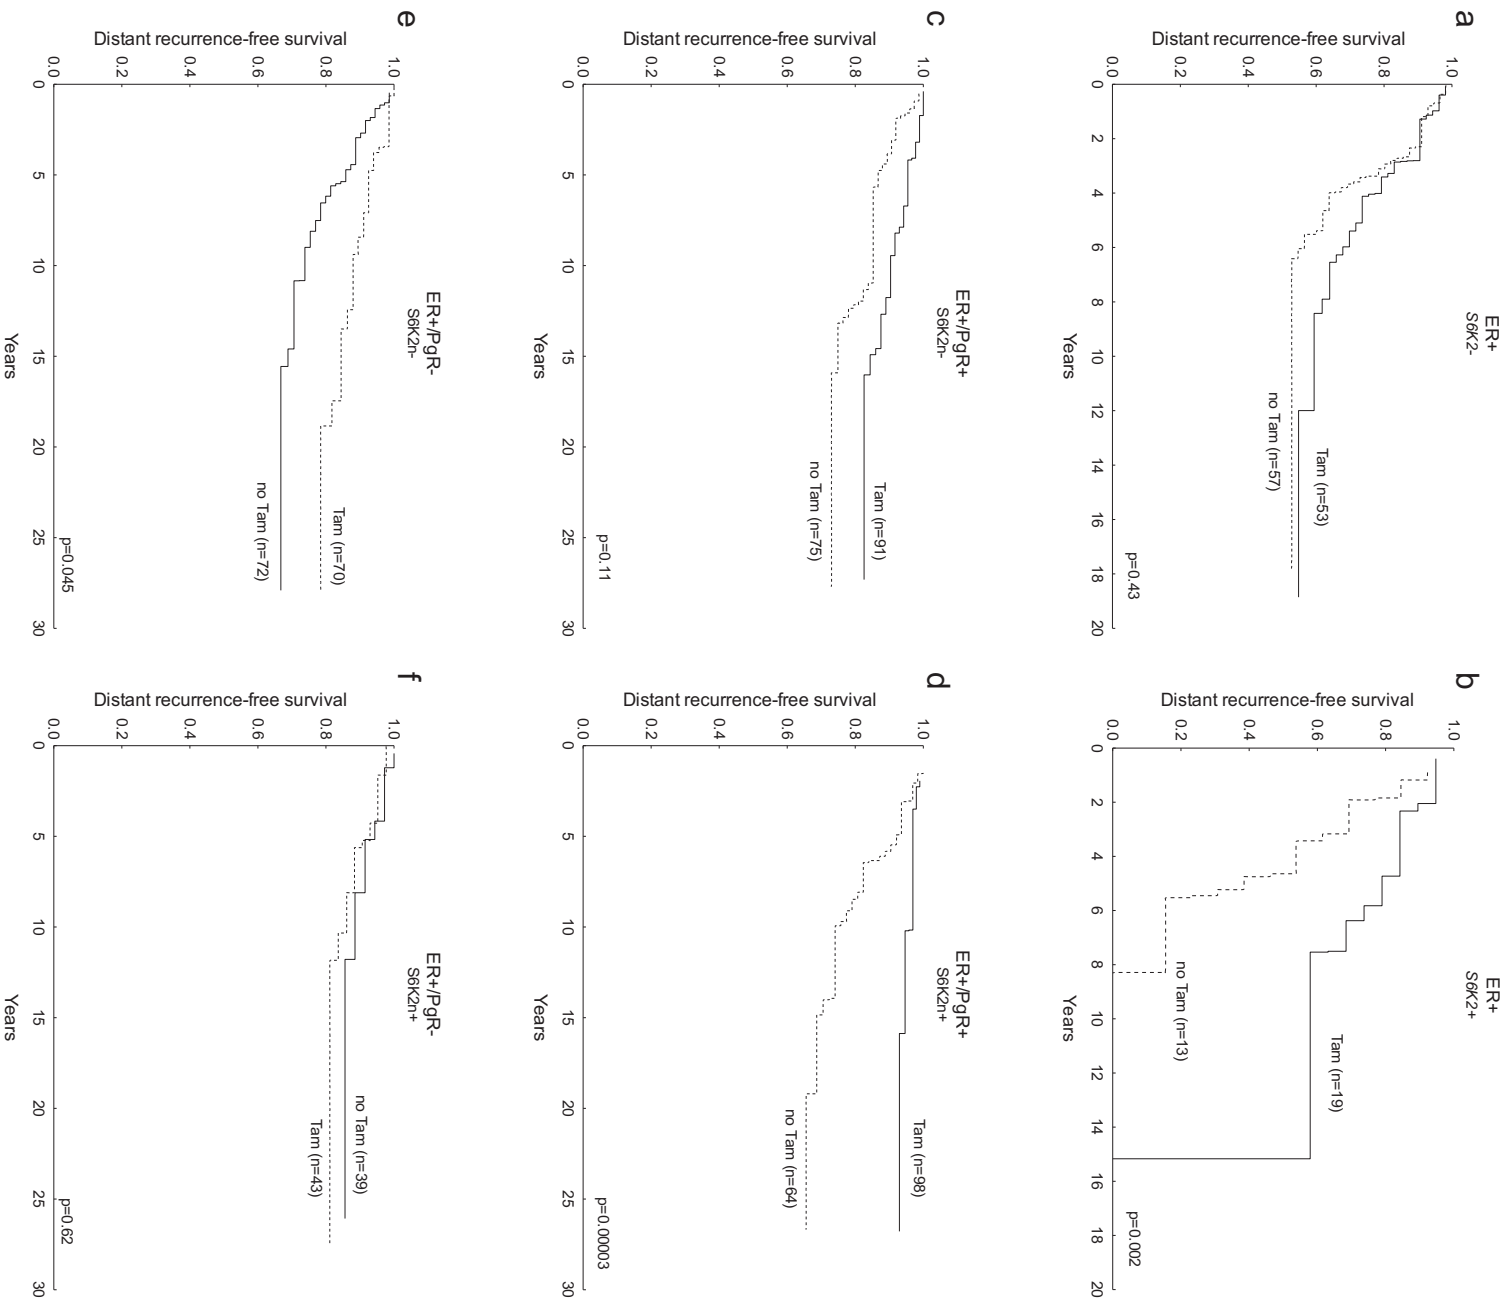 a
ER+
S6K2-
Distant recurrence-free survival
1.0
0.8
0.6
0.4
0.2
0.0
0 2 4 6 8 10 12 14 16 18 20
Years
Tam (n=53)
no Tam (n=57)
p=0.43
b
ER+
S6K2+
Distant recurrence-free survival
1.0
0.8
0.6
0.4
0.2
0.0
0 2 4 6 8 10 12 14 16 18 20
Years
Tam (n=19)
no Tam (n=13)
p=0.002
c
ER+/PgR+
S6K2n-
Distant recurrence-free survival
1.0
0.8
0.6
0.4
0.2
0.0
0 5 10 15 20 25 30
Years
Tam (n=91)
no Tam (n=75)
p=0.11
d
ER+/PgR+
S6K2n+
Distant recurrence-free survival
1.0
0.8
0.6
0.4
0.2
0.0
0 5 10 15 20 25 30
Years
Tam (n=98)
no Tam (n=64)
p=0.00003
e
ER+/PgR-
S6K2n-
Distant recurrence-free survival
1.0
0.8
0.6
0.4
0.2
0.0
0 5 10 15 20 25 30
Years
Tam (n=70)
no Tam (n=72)
p=0.045
f
ER+/PgR-
S6K2n+
Distant recurrence-free survival
1.0
0.8
0.6
0.4
0.2
0.0
0 5 10 15 20 25 30
Years
no Tam (n=39)
Tam (n=43)
p=0.62